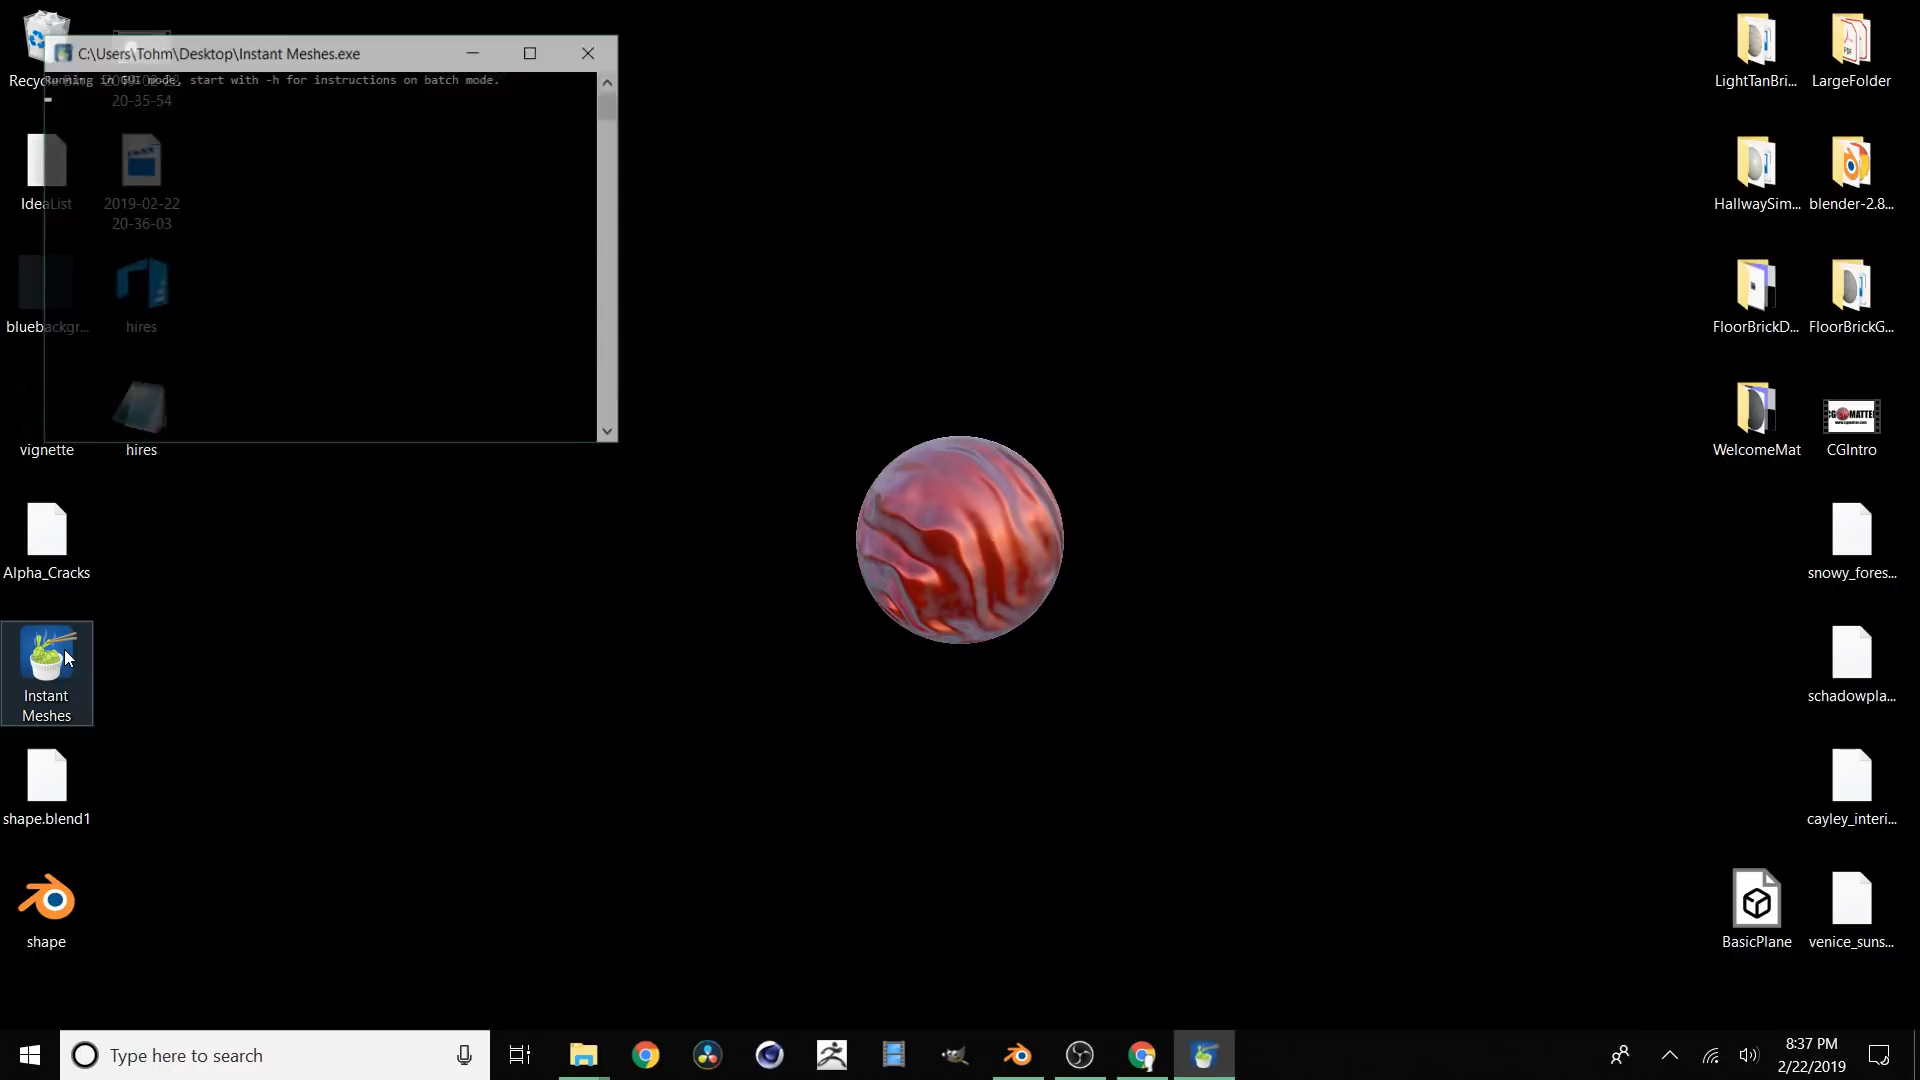 C:\Users\Tohm\Desktop\Instant Meshes.exe
Running in GUI mode, start with -h for instructions on batch mode.
20-35-54
IdeaList
2019-02-22
20-36-03
bluebackgr...
hires
vignette
hires
Alpha_Cracks
Instant
Meshes
shape.blend1
shape
LightTanBri...
LargeFolder
HallwaySim...
blender-2.8...
FloorBrickD...
FloorBrickG...
WelcomeMat
CGIntro
snowy_fores...
schadowpla...
cayley_interi...
BasicPlane
venice_suns...
Type here to search
8:37 PM
2/22/2019